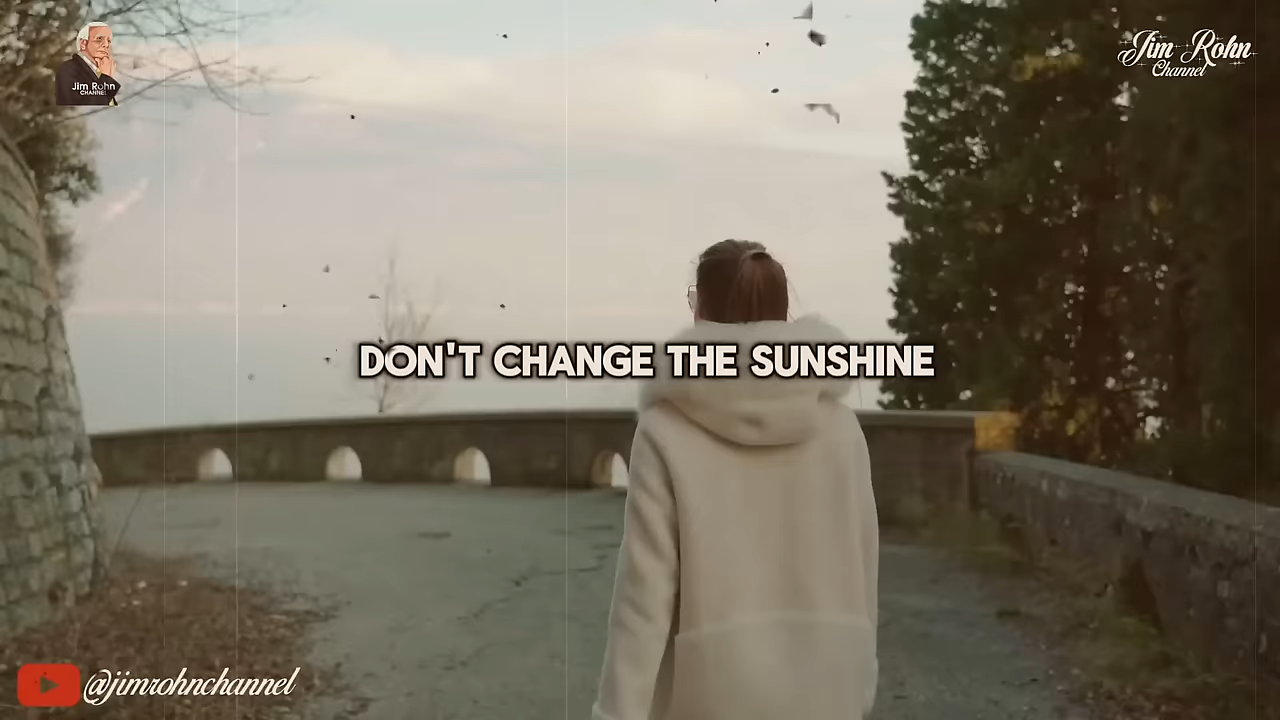 Jim Rohn
CHANNEL
Jim Rohn
Channel
DON'T CHANGE THE SUNSHINE
@jimrohnchannel